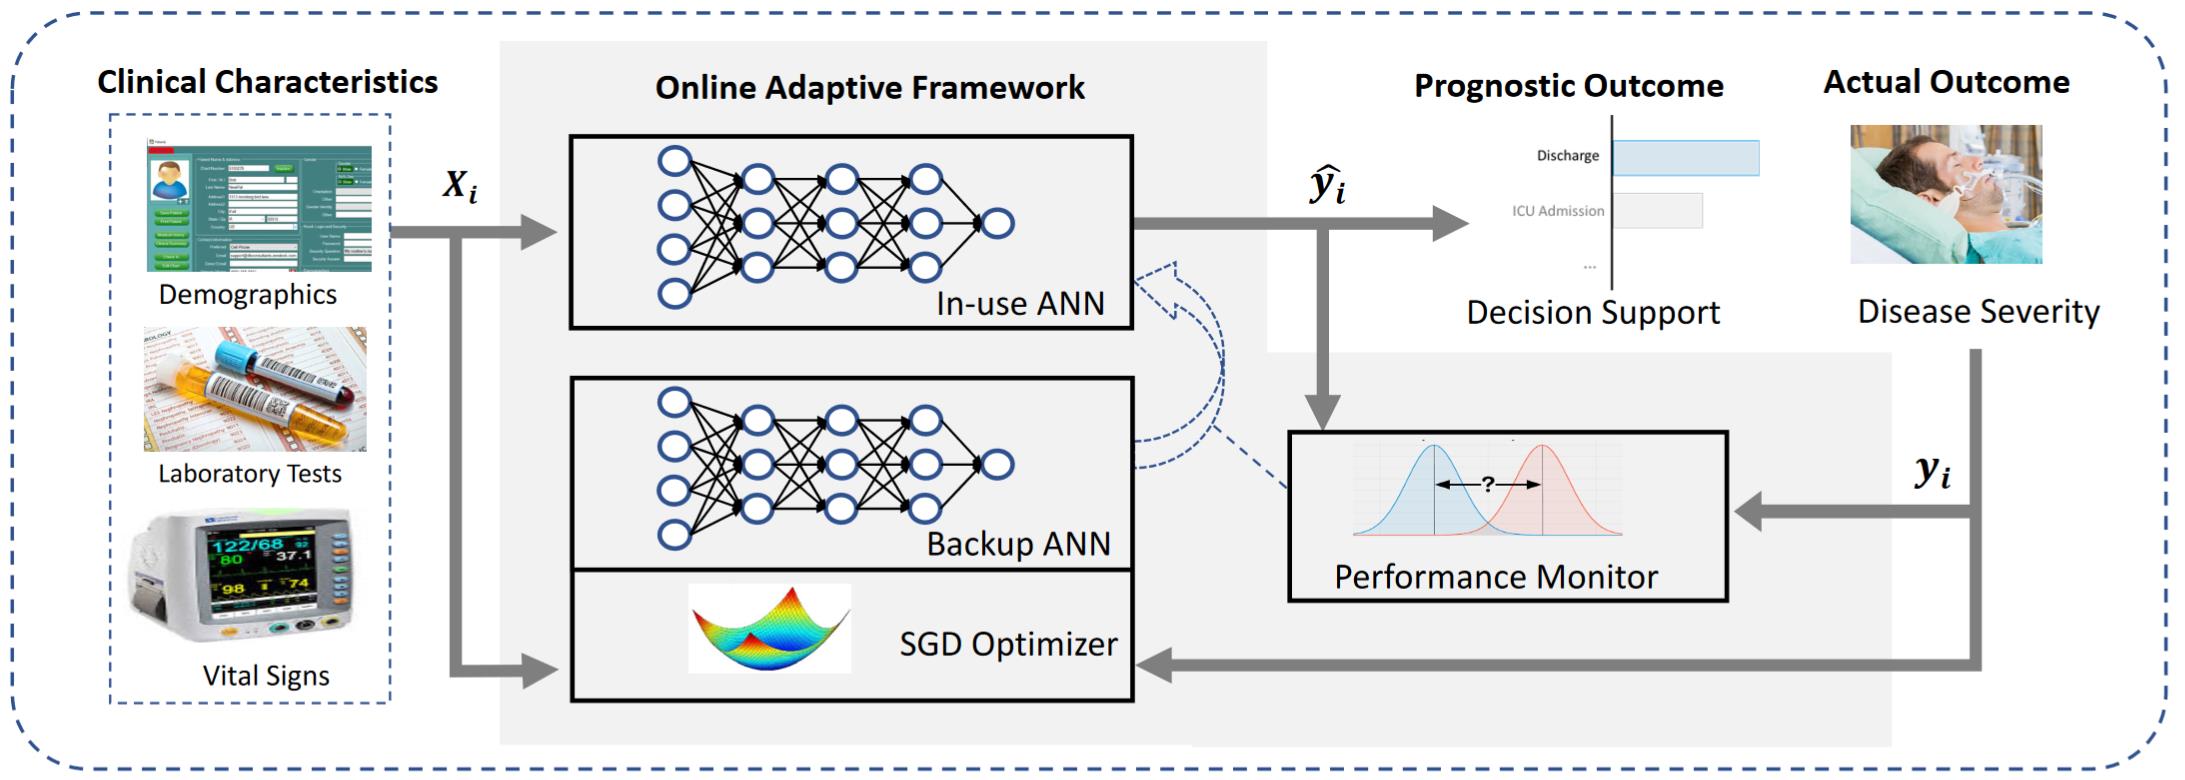 Clinical Characteristics
Demographics
Laboratory Tests
122/68
92
80
37.1
98
74
Vital Signs
X_i
Online Adaptive Framework
In-use ANN
Backup ANN
SGD Optimizer
ŷ_i
Prognostic Outcome
Discharge
ICU Admission
...
Decision Support
?
Performance Monitor
Actual Outcome
Disease Severity
y_i